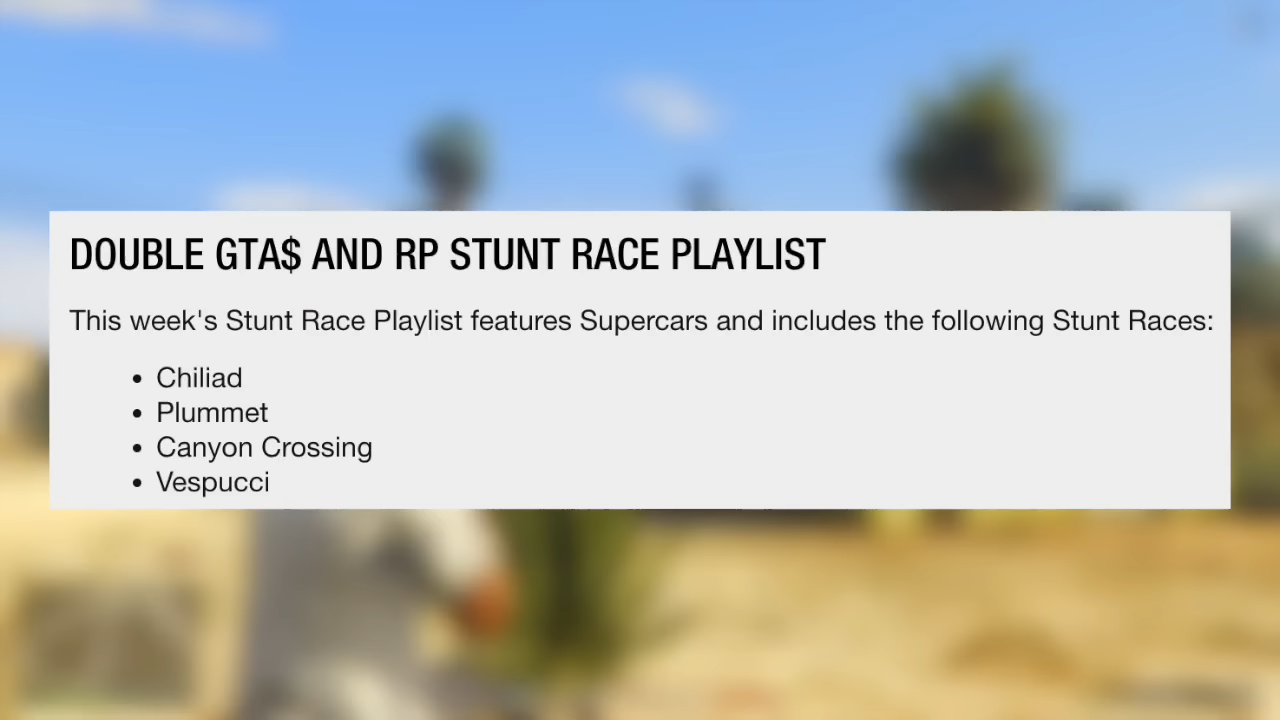 DOUBLE GTA$ AND RP STUNT RACE PLAYLIST
This week's Stunt Race Playlist features Supercars and includes the following Stunt Races:
• Chiliad
• Plummet
• Canyon Crossing
• Vespucci